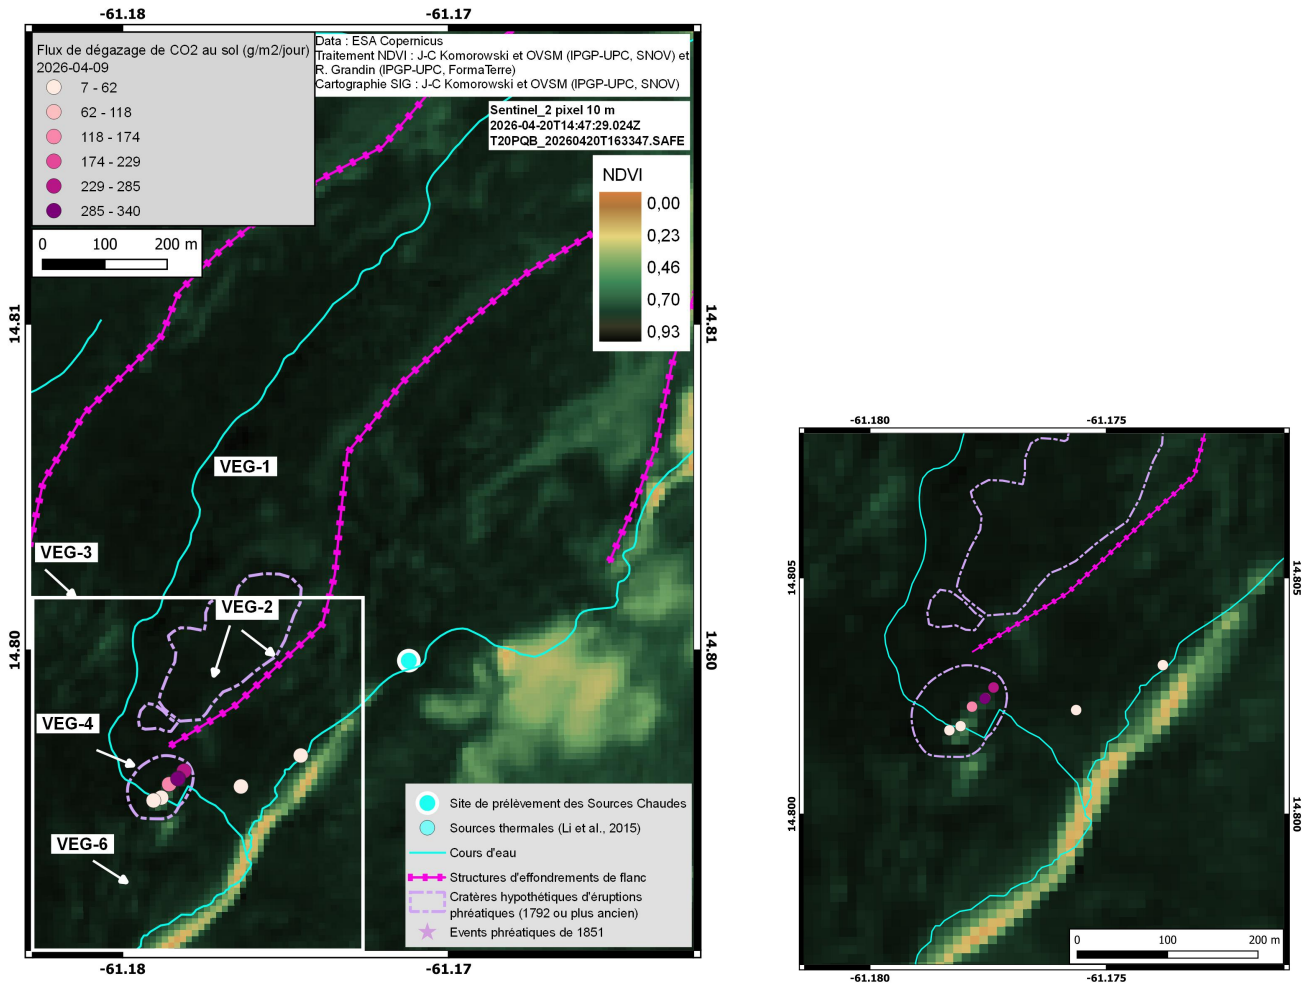 -61.18
-61.17
Flux de dégazage de CO2 au sol (g/m2/jour)
2026-04-09
7 - 62
62 - 118
118 - 174
174 - 229
229 - 285
285 - 340
0 100 200 m
Data : ESA Copernicus
Traitement NDVI : J-C Komorowski et OVSM (IPGP-UPC, SNOV) et
R. Grandin (IPGP-UPC, FormaTerre)
Cartographie SIG : J-C Komorowski et OVSM (IPGP-UPC, SNOV)
Sentinel_2 pixel 10 m
2026-04-20T14:47:29.024Z
T20PQB_20260420T163347.SAFE
NDVI
0,00
0,23
0,46
0,70
0,93
14.81
14.81
VEG-1
VEG-3
VEG-2
14.80
14.80
VEG-4
VEG-6
Site de prélèvement des Sources Chaudes
Sources thermales (Li et al., 2015)
Cours d'eau
Structures d'effondrements de flanc
Cratères hypothétiques d'éruptions
phréatiques (1792 ou plus ancien)
Events phréatiques de 1851
-61.18
-61.17
-61.180
-61.175
14.805
14.805
14.800
14.800
0 100 200 m
-61.180
-61.175